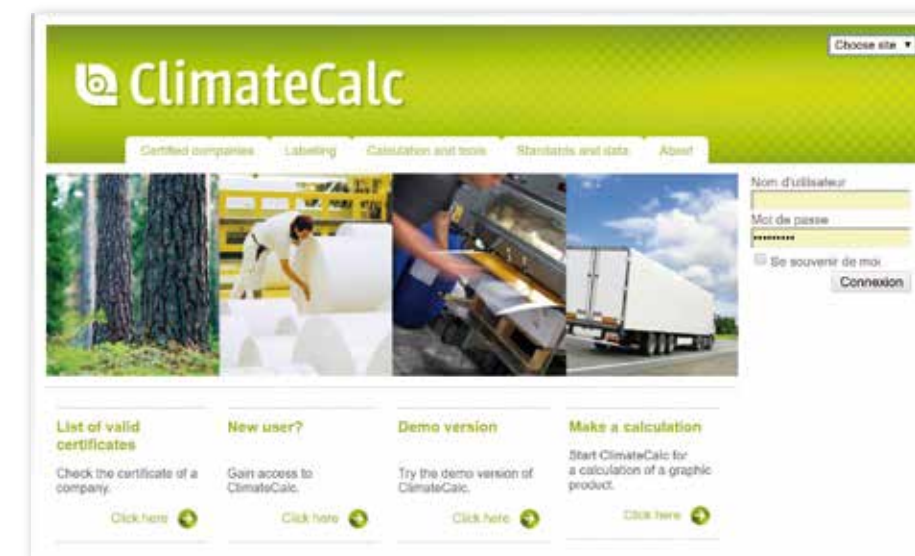 Choose site
ClimateCalc
Certified companies Labelling Calculation and tools Standards and data About
Nom d'utilisateur
Mot de passe
•••••••••
Se souvenir de moi
Connexion
List of valid
certificates
Check the certificate of a
company.
Click here
New user?
Gain access to
ClimateCalc.
Click here
Demo version
Try the demo version of
ClimateCalc.
Click here
Make a calculation
Start ClimateCalc for
a calculation of a graphic
product.
Click here